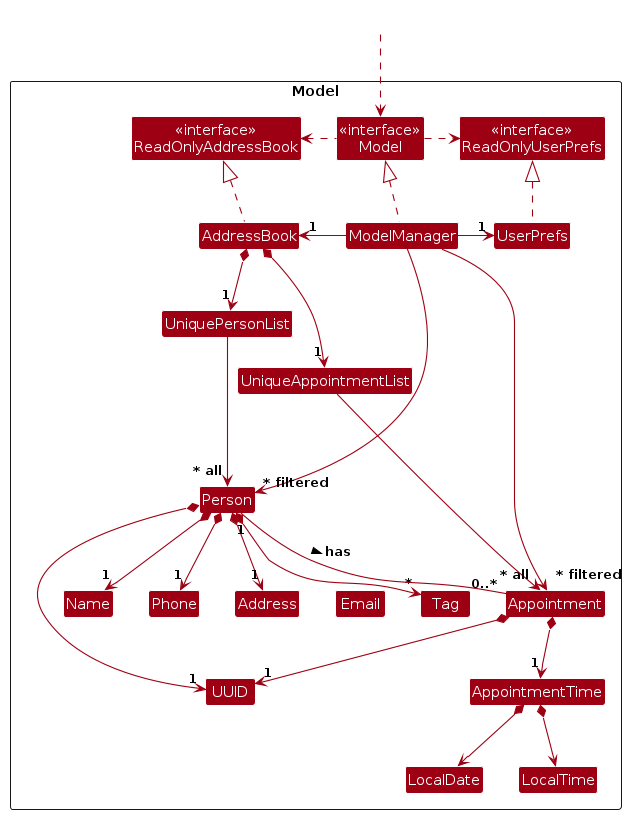 Model
«interface»
ReadOnlyAddressBook
«interface»
Model
«interface»
ReadOnlyUserPrefs
AddressBook
1
ModelManager
1
UserPrefs
1
UniquePersonList
1
UniqueAppointmentList
* all
* filtered
Person
1
has
1
1
1
*
0..*
* all
* filtered
Name
Phone
Address
Email
Tag
Appointment
1
1
1
UUID
AppointmentTime
LocalDate
LocalTime